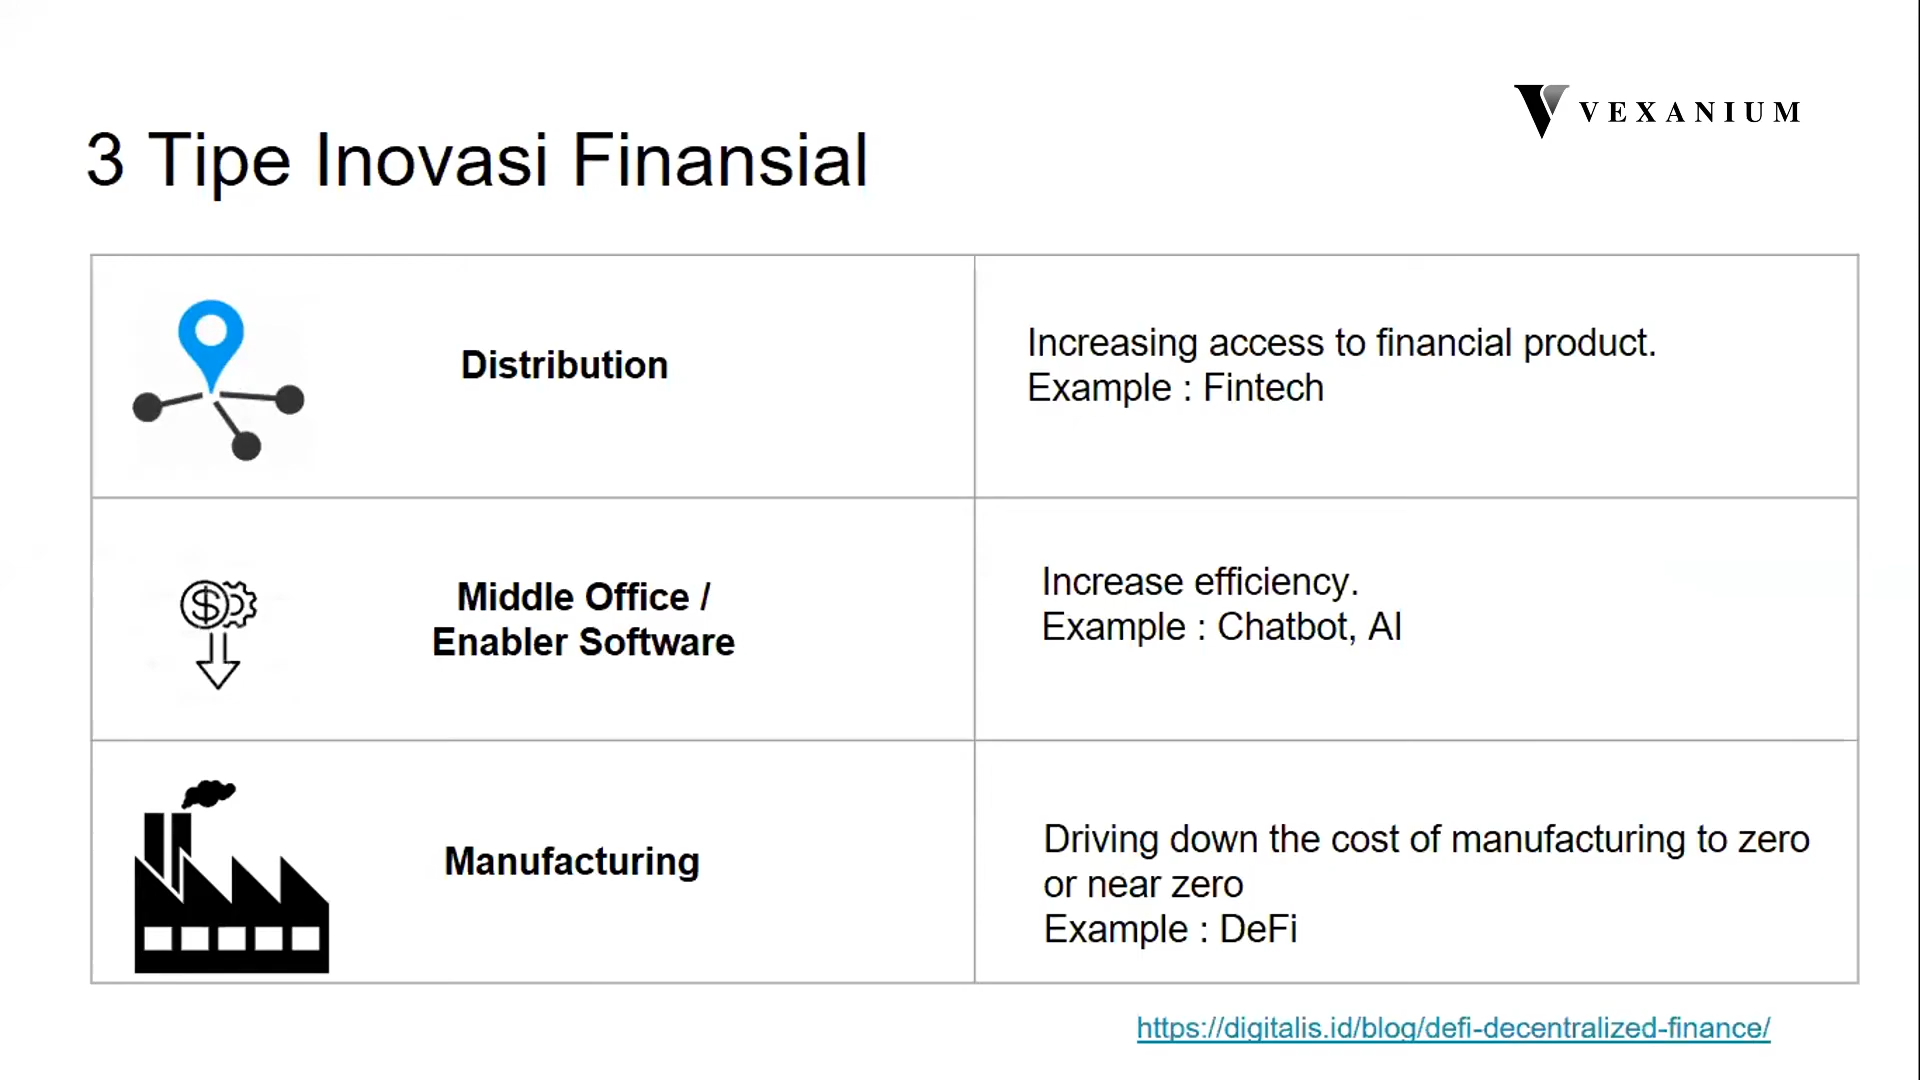 VEXANIUM
3 Tipe Inovasi Finansial
Distribution
Increasing access to financial product.
Example : Fintech
Middle Office /
Enabler Software
Increase efficiency.
Example : Chatbot, AI
Manufacturing
Driving down the cost of manufacturing to zero
or near zero
Example : DeFi
https://digitalis.id/blog/defi-decentralized-finance/